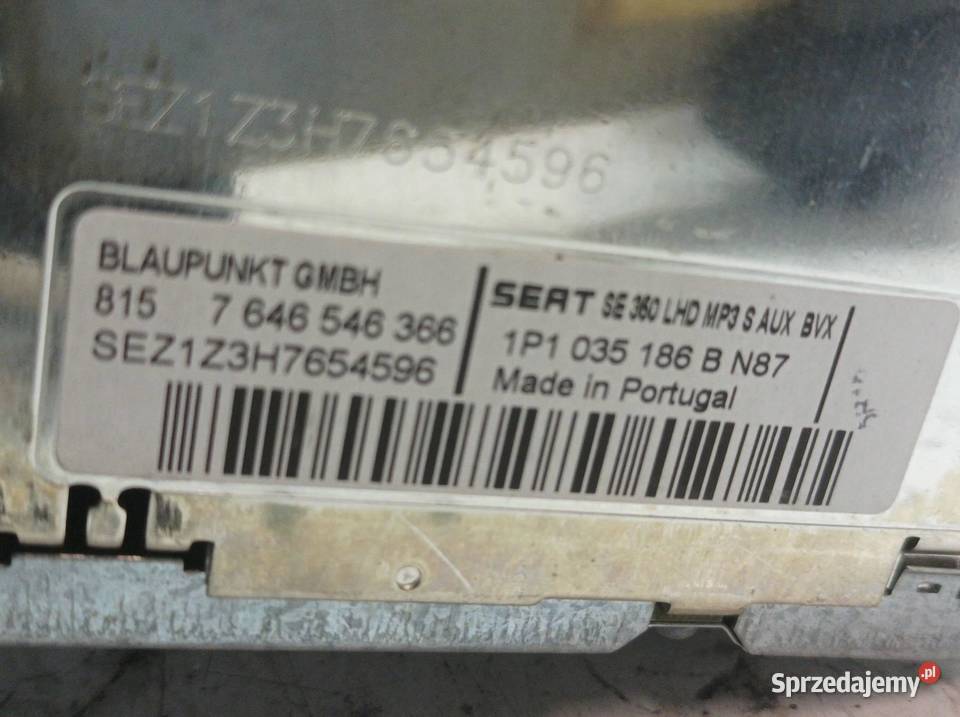 SEZ1Z3H7654596
BLAUPUNKT GMBH
815 7 646 546 366
SEZ1Z3H7654596
SEAT SE 360 LHD MP3 S AUX BVX
1P1 035 186 B N87
Made in Portugal
Sprzedajemy.pl